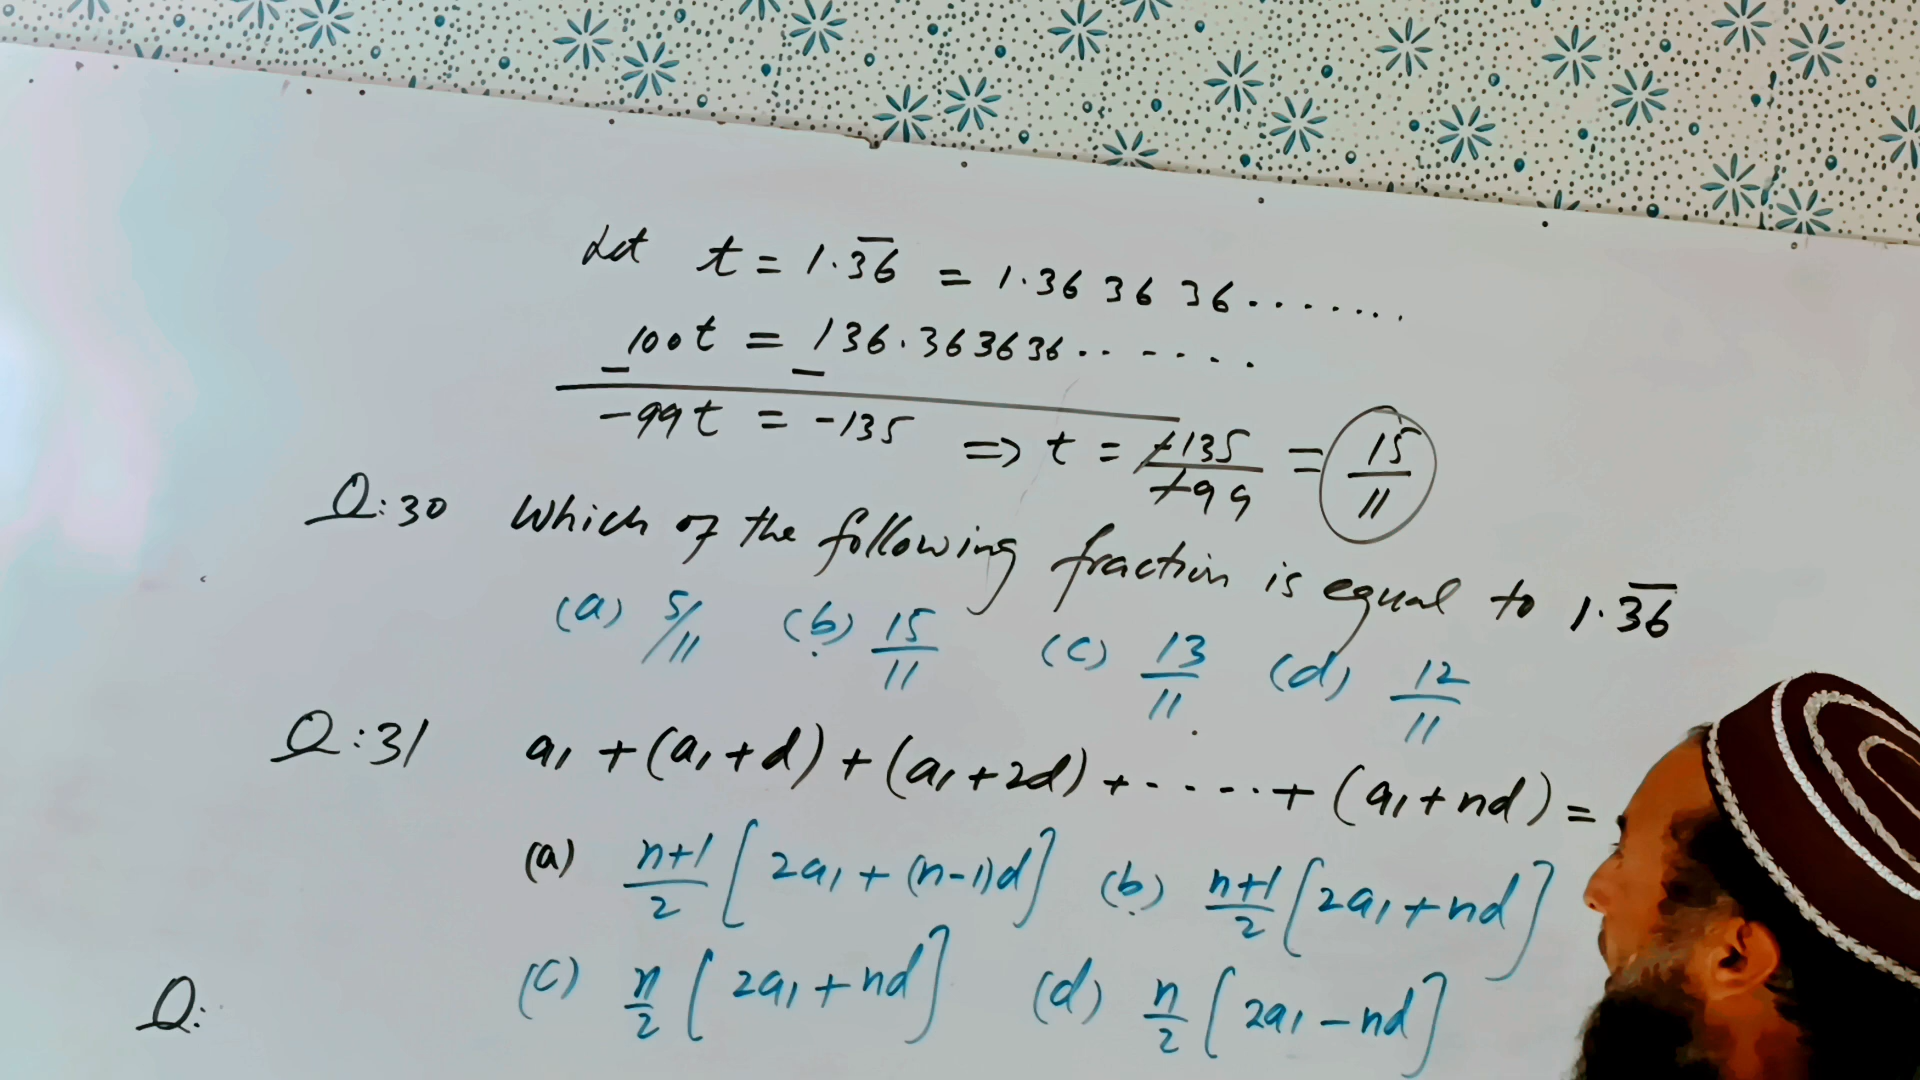 Let t = 1.3̅6̅ = 1.36 36 36.......
100t = 136.363636.......
-99t = -135 => t = -135/-99 = 15/11
Q:30 Which of the following fraction is equal to 1.3̅6̅
(a) 5/11 (b) 15/11 (c) 13/11 (d) 12/11
Q:31 a₁ + (a₁+d) + (a₁+2d) + ..... + (a₁+nd) =
(a) n+1/2 [2a₁ + (n-1)d] (b) n+1/2 [2a₁ + nd]
(c) n/2 [2a₁ + nd] (d) n/2 [2a₁ - nd]
Q: